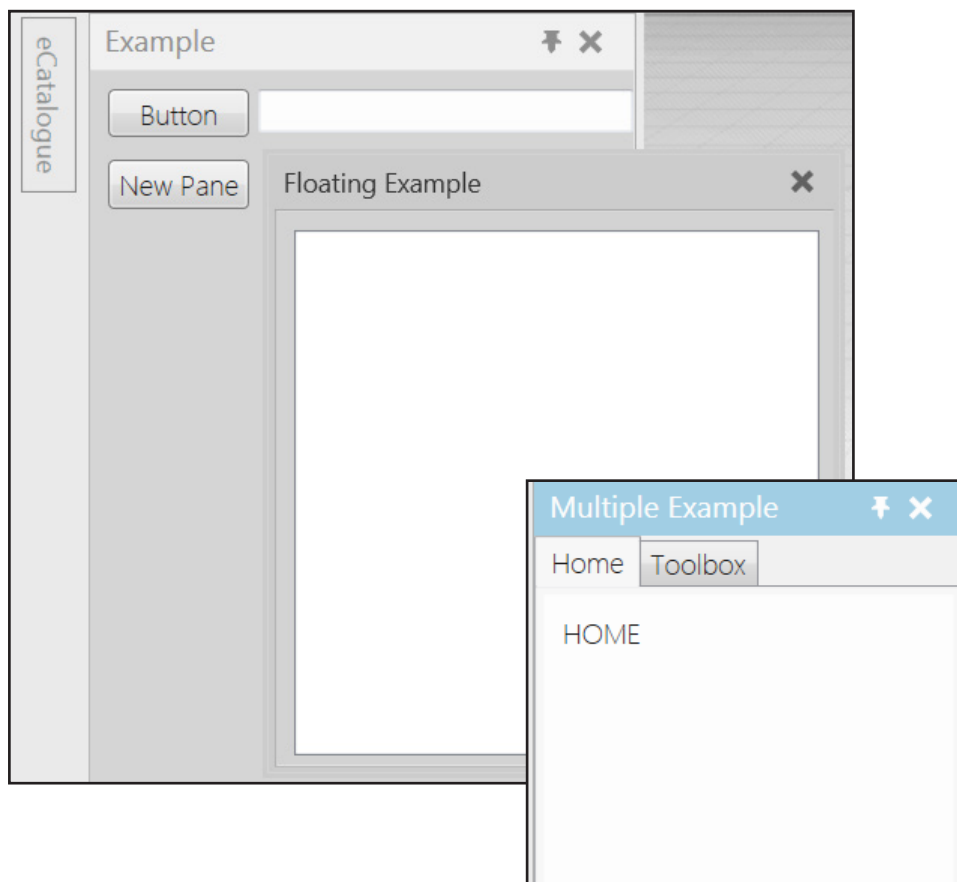 eCatalogue
Example
Button
New Pane
Floating Example
Multiple Example
Home Toolbox
HOME